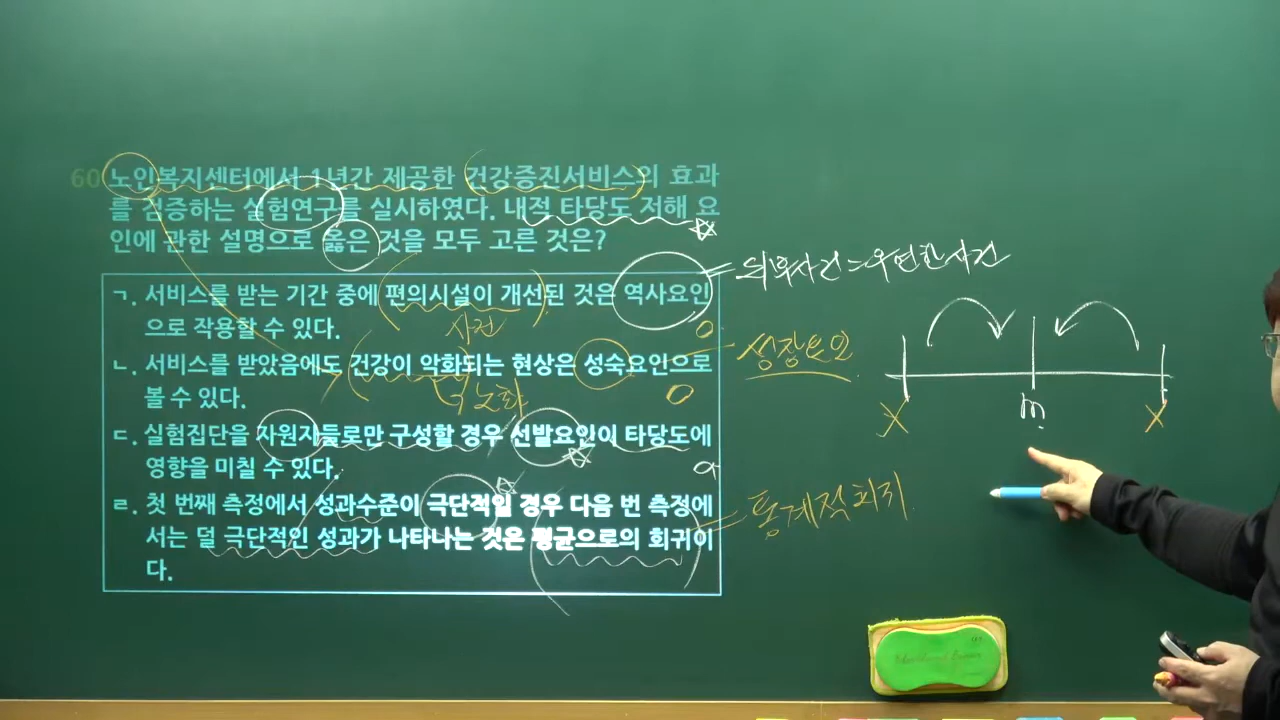 60 노인복지센터에서 1년간 제공한 건강증진서비스의 효과
를 검증하는 실험연구를 실시하였다. 내적 타당도 저해 요
인에 관한 설명으로 옳은 것을 모두 고른 것은?
ㄱ. 서비스를 받는 기간 중에 편의시설이 개선된 것은 역사요인
으로 작용할 수 있다.
사건
ㄴ. 서비스를 받았음에도 건강이 악화되는 현상은 성숙요인으로
볼 수 있다.
노화
ㄷ. 실험집단을 자원자들로만 구성할 경우 선발요인이 타당도에
영향을 미칠 수 있다.
ㄹ. 첫 번째 측정에서 성과수준이 극단적일 경우 다음 번 측정에
서는 덜 극단적인 성과가 나타나는 것은 평균으로의 회귀이
다.
= 외부사건 = 우연한 사건
성장요인
통계적 회귀
X m X